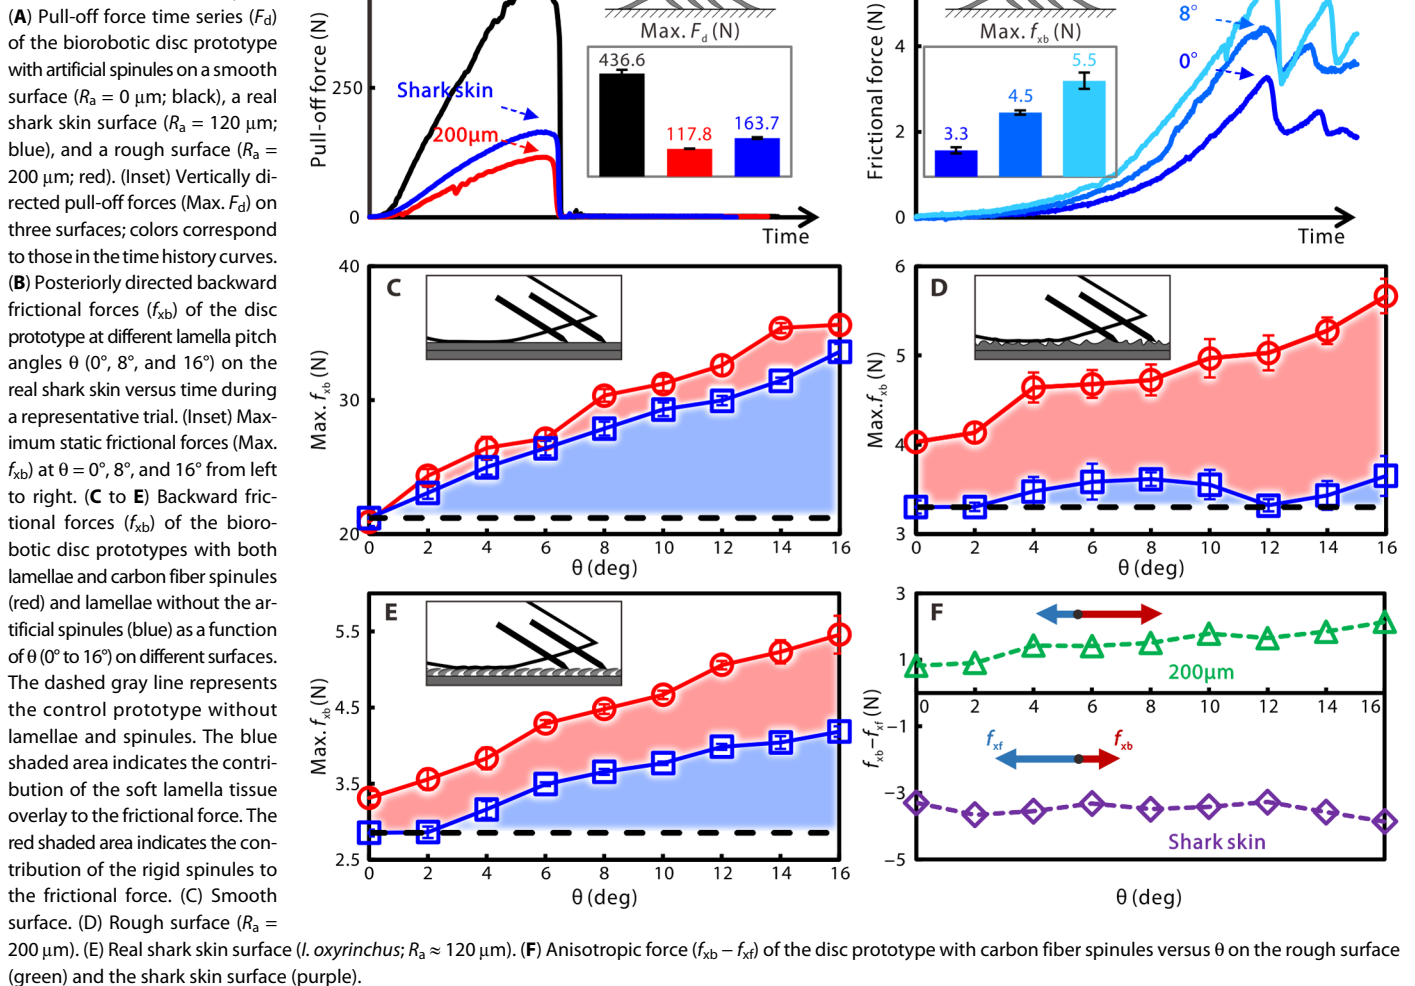 (A) Pull-off force time series (Fd)
of the biorobotic disc prototype
with artificial spinules on a smooth
surface (Ra = 0 μm; black), a real
shark skin surface (Ra = 120 μm;
blue), and a rough surface (Ra =
200 μm; red). (Inset) Vertically di-
rected pull-off forces (Max. Fd) on
three surfaces; colors correspond
to those in the time history curves.
(B) Posteriorly directed backward
frictional forces (fxb) of the disc
prototype at different lamella pitch
angles θ (0°, 8°, and 16°) on the
real shark skin versus time during
a representative trial. (Inset) Max-
imum static frictional forces (Max.
fxb) at θ = 0°, 8°, and 16° from left
to right. (C to E) Backward fric-
tional forces (fxb) of the bioro-
botic disc prototypes with both
lamellae and carbon fiber spinules
(red) and lamellae without the ar-
tificial spinules (blue) as a function
of θ (0° to 16°) on different surfaces.
The dashed gray line represents
the control prototype without
lamellae and spinules. The blue
shaded area indicates the contri-
bution of the soft lamella tissue
overlay to the frictional force. The
red shaded area indicates the con-
tribution of the rigid spinules to
the frictional force. (C) Smooth
surface. (D) Rough surface (Ra =
200 μm). (E) Real shark skin surface (I. oxyrinchus; Ra ≈ 120 μm). (F) Anisotropic force (fxb − fxf) of the disc prototype with carbon fiber spinules versus θ on the rough surface
(green) and the shark skin surface (purple).
Pull-off force (N)
250
0
Shark skin
200μm
Max. Fd (N)
436.6
117.8
163.7
Time
Frictional force (N)
4
2
0
Max. fxb (N)
3.3
4.5
5.5
8°
0°
Time
C
Max. fxb (N)
40
30
20
0 2 4 6 8 10 12 14 16
θ (deg)
D
Max. fxb (N)
6
5
4
3
0 2 4 6 8 10 12 14 16
θ (deg)
E
Max. fxb (N)
5.5
4.5
3.5
2.5
0 2 4 6 8 10 12 14 16
θ (deg)
F
fxb−fxf (N)
3
1
−1
−3
−5
200μm
0 2 4 6 8 10 12 14 16
fxf
fxb
Shark skin
θ (deg)